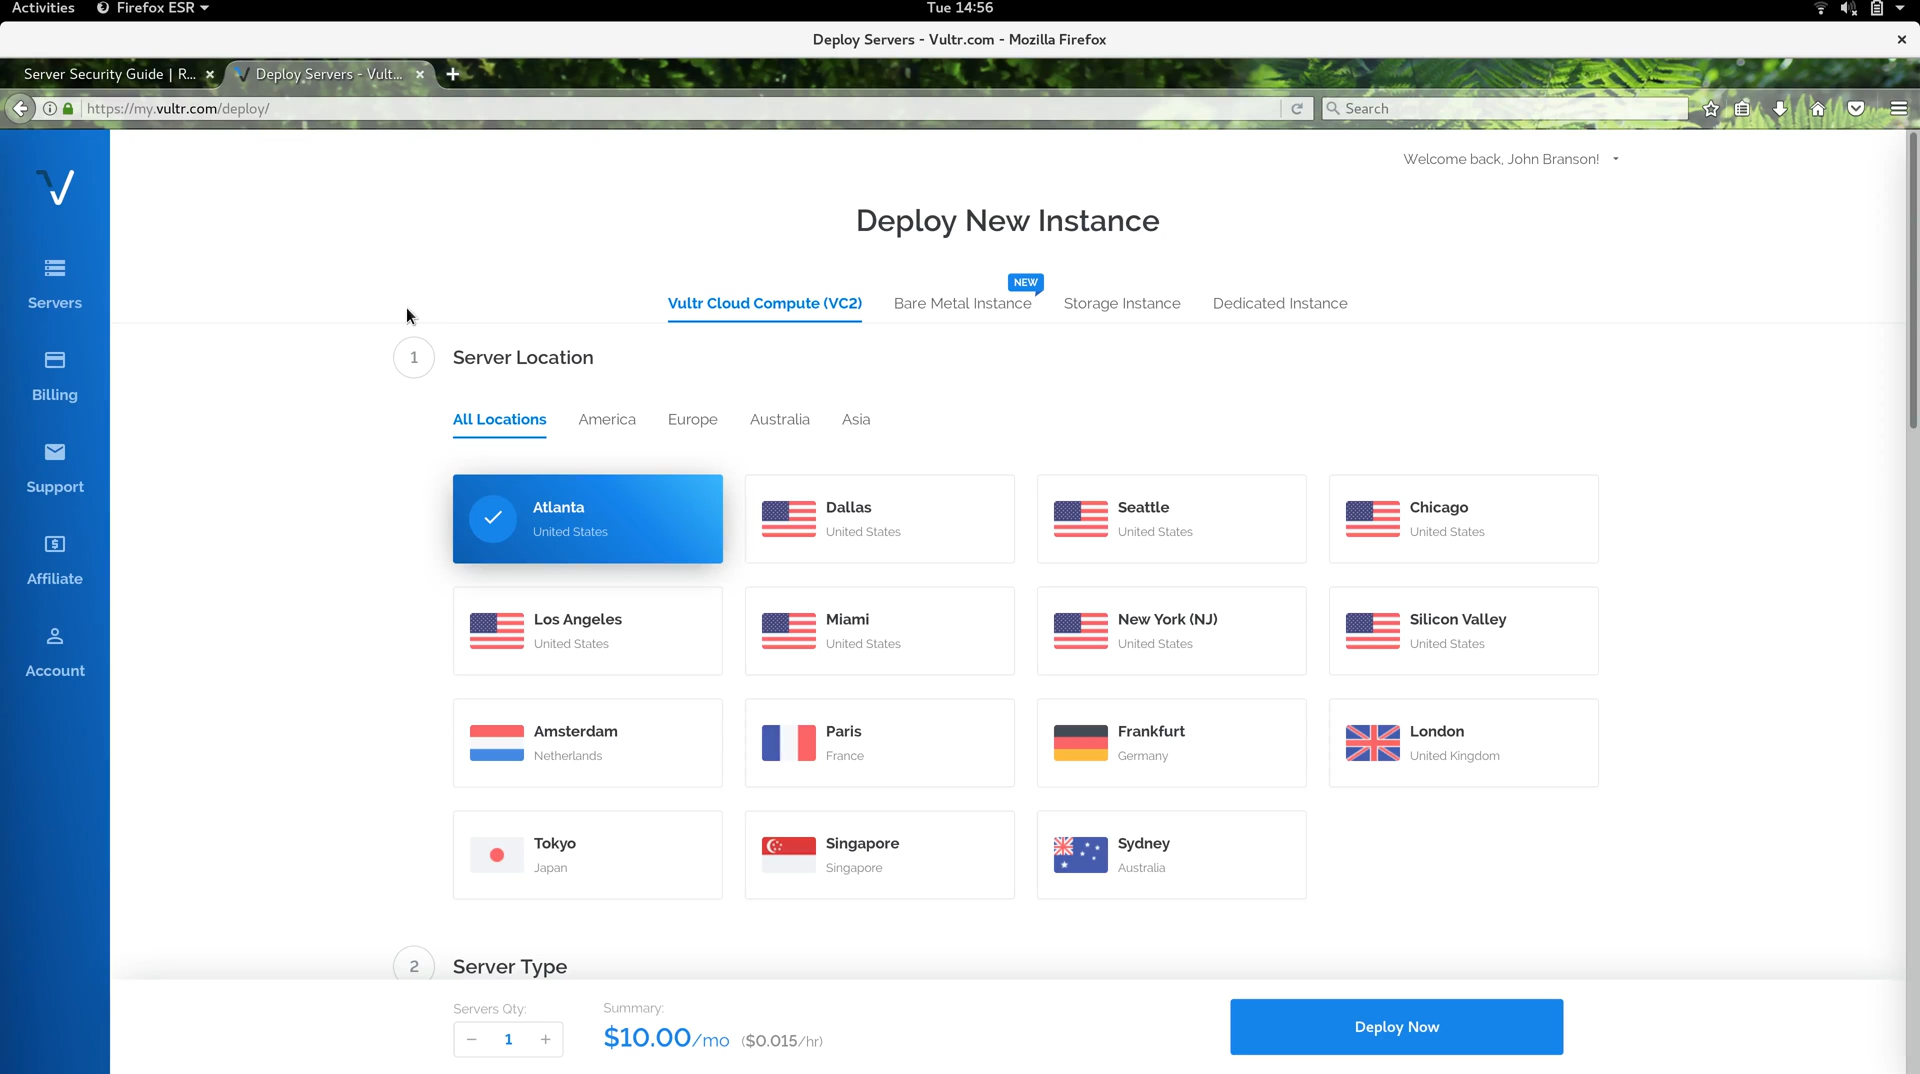 Activities
Firefox ESR
Tue 14:56
Deploy Servers - Vultr.com - Mozilla Firefox
Server Security Guide | R...
Deploy Servers - Vult...
https://my.vultr.com/deploy/
Search
Welcome back, John Branson!
Deploy New Instance
NEW
Vultr Cloud Compute (VC2)
Bare Metal Instance
Storage Instance
Dedicated Instance
Servers
Billing
Support
Affiliate
Account
1
Server Location
All Locations
America
Europe
Australia
Asia
Atlanta
United States
Dallas
United States
Seattle
United States
Chicago
United States
Los Angeles
United States
Miami
United States
New York (NJ)
United States
Silicon Valley
United States
Amsterdam
Netherlands
Paris
France
Frankfurt
Germany
London
United Kingdom
Tokyo
Japan
Singapore
Singapore
Sydney
Australia
2
Server Type
Servers Qty:
− 1 +
Summary:
$10.00/mo ($0.015/hr)
Deploy Now